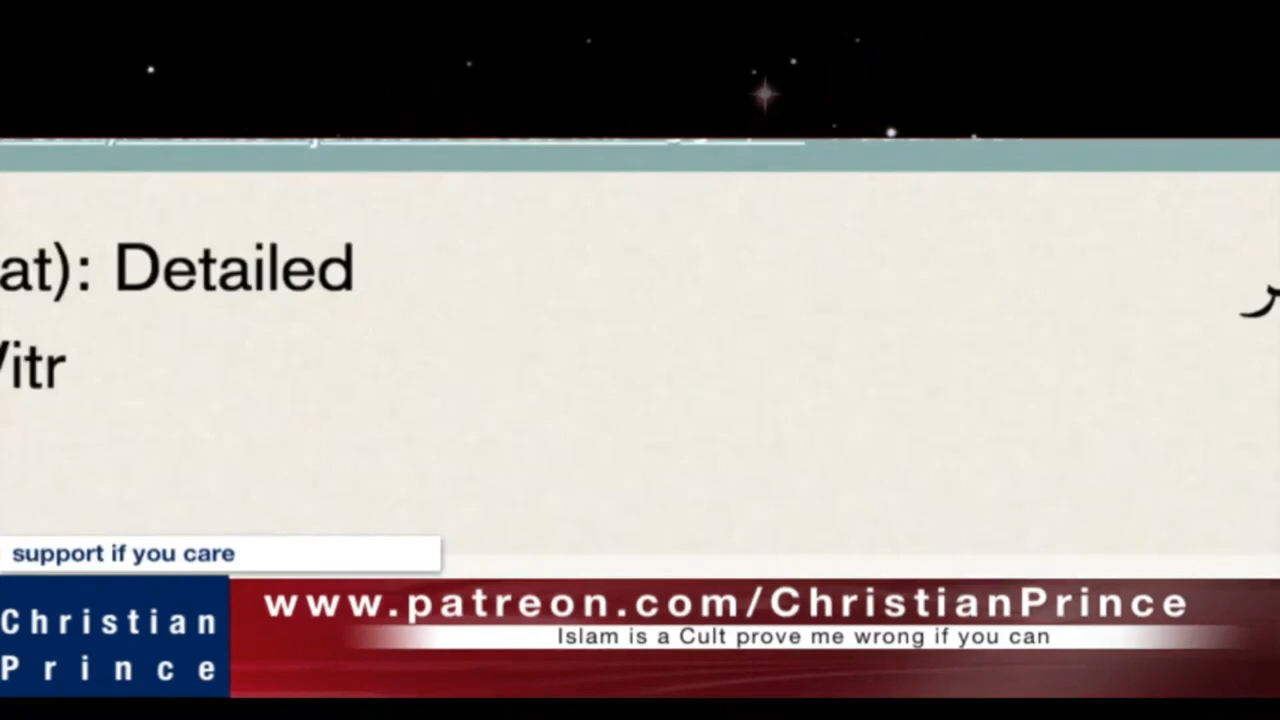 at): Detailed
itr
support if you care
www.patreon.com/ChristianPrince
Islam is a Cult prove me wrong if you can
Christian
Prince